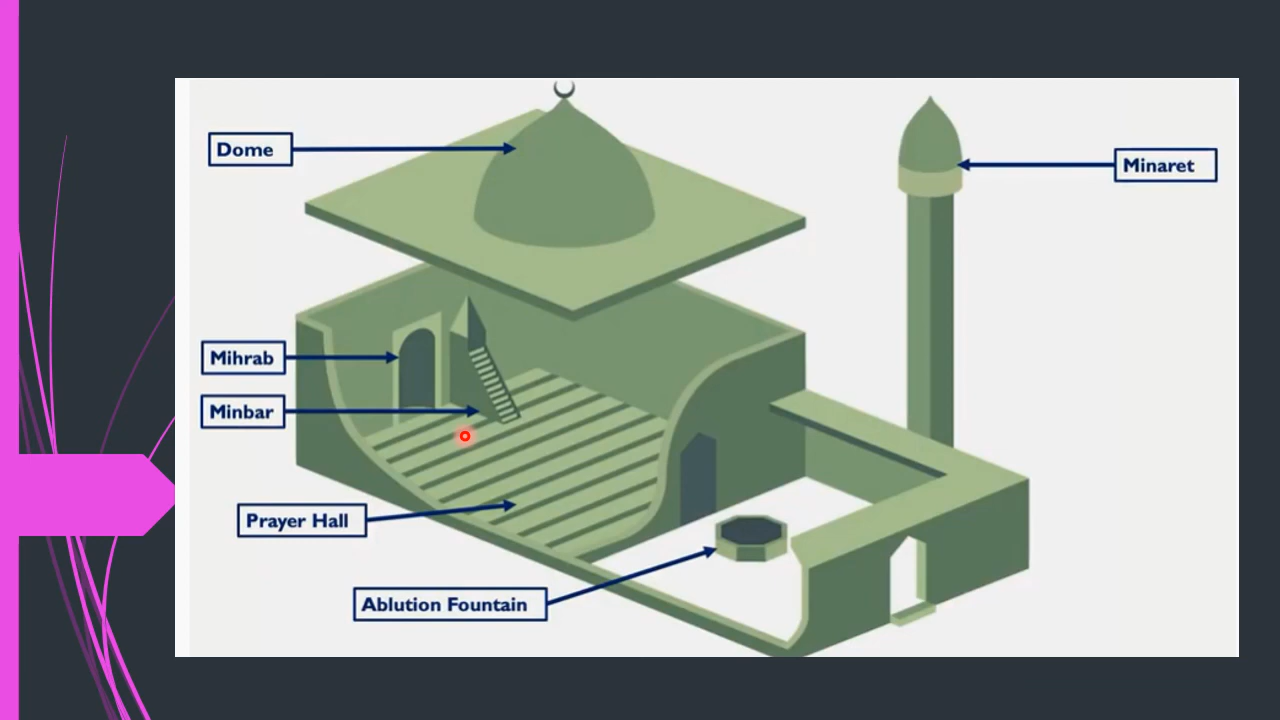 Dome
Minaret
Mihrab
Minbar
Prayer Hall
Ablution Fountain